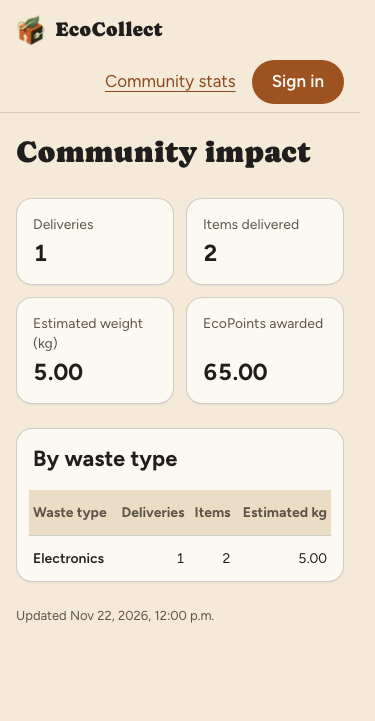 EcoCollect
Community stats
Sign in
Community impact
Deliveries
1
Items delivered
2
Estimated weight
(kg)
5.00
EcoPoints awarded
65.00
By waste type
Waste type Deliveries Items Estimated kg
Electronics 1 2 5.00
Updated Nov 22, 2026, 12:00 p.m.